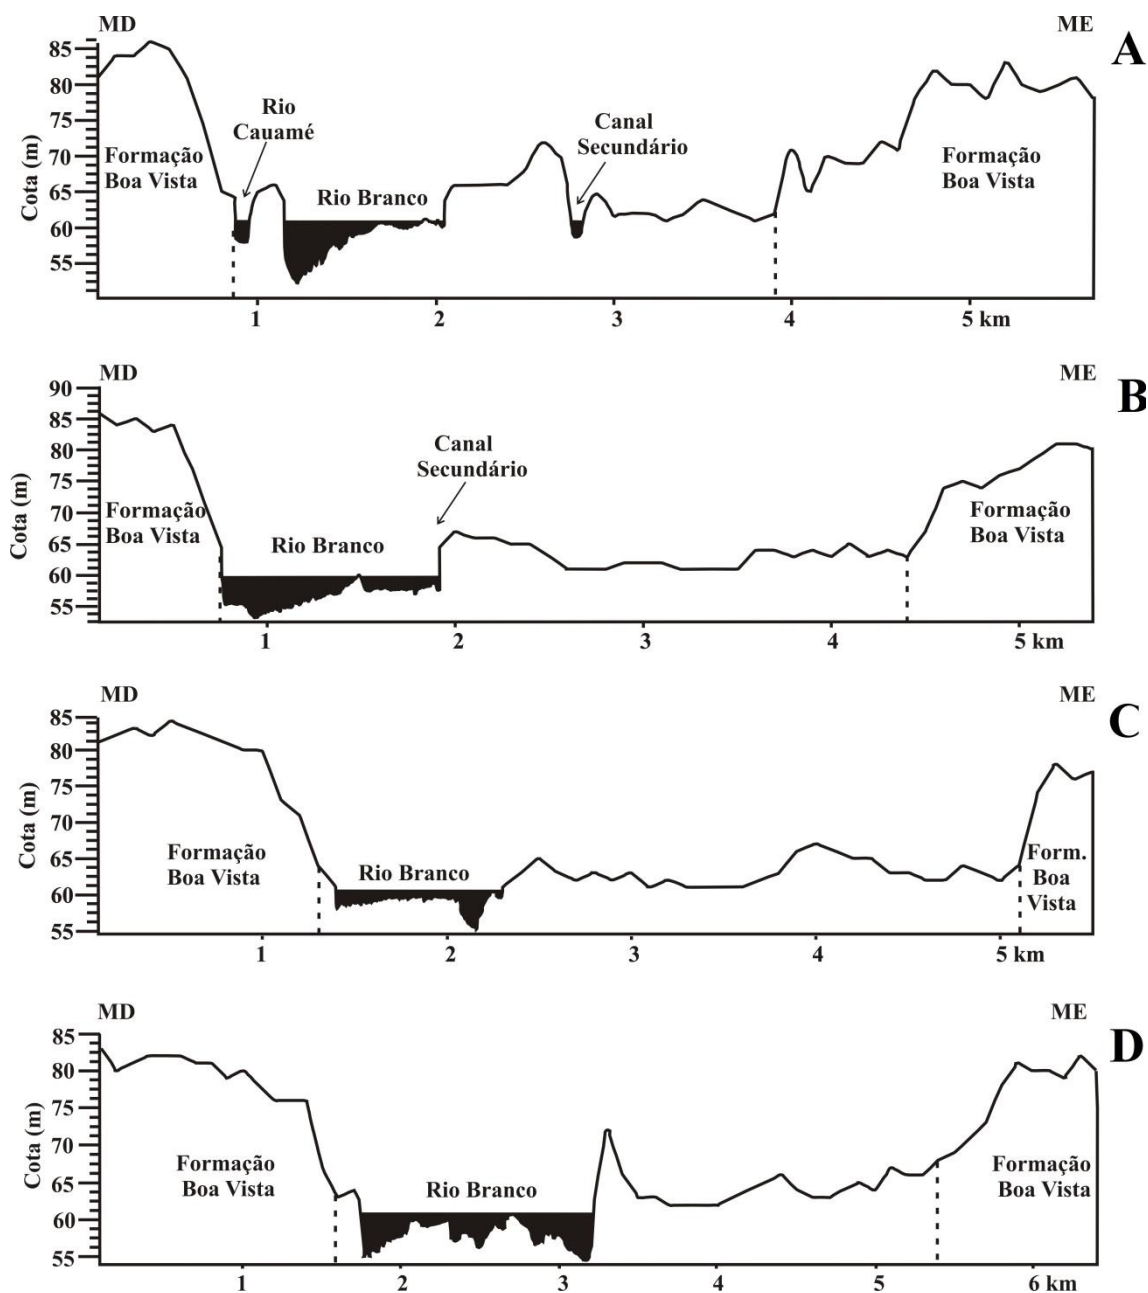 MD
ME
A
85
80
75
70
65
60
55
Cota (m)
Rio
Cauamé
Canal
Secundário
Formação
Boa Vista
Rio Branco
Formação
Boa Vista
1
2
3
4
5 km
MD
ME
B
90
85
80
75
70
65
60
55
Cota (m)
Canal
Secundário
Formação
Boa Vista
Rio Branco
Formação
Boa Vista
1
2
3
4
5 km
MD
ME
C
85
80
75
70
65
60
55
Cota (m)
Formação
Boa Vista
Rio Branco
Form.
Boa
Vista
1
2
3
4
5 km
MD
ME
D
85
80
75
70
65
60
55
Cota (m)
Formação
Boa Vista
Rio Branco
Formação
Boa Vista
1
2
3
4
5
6 km